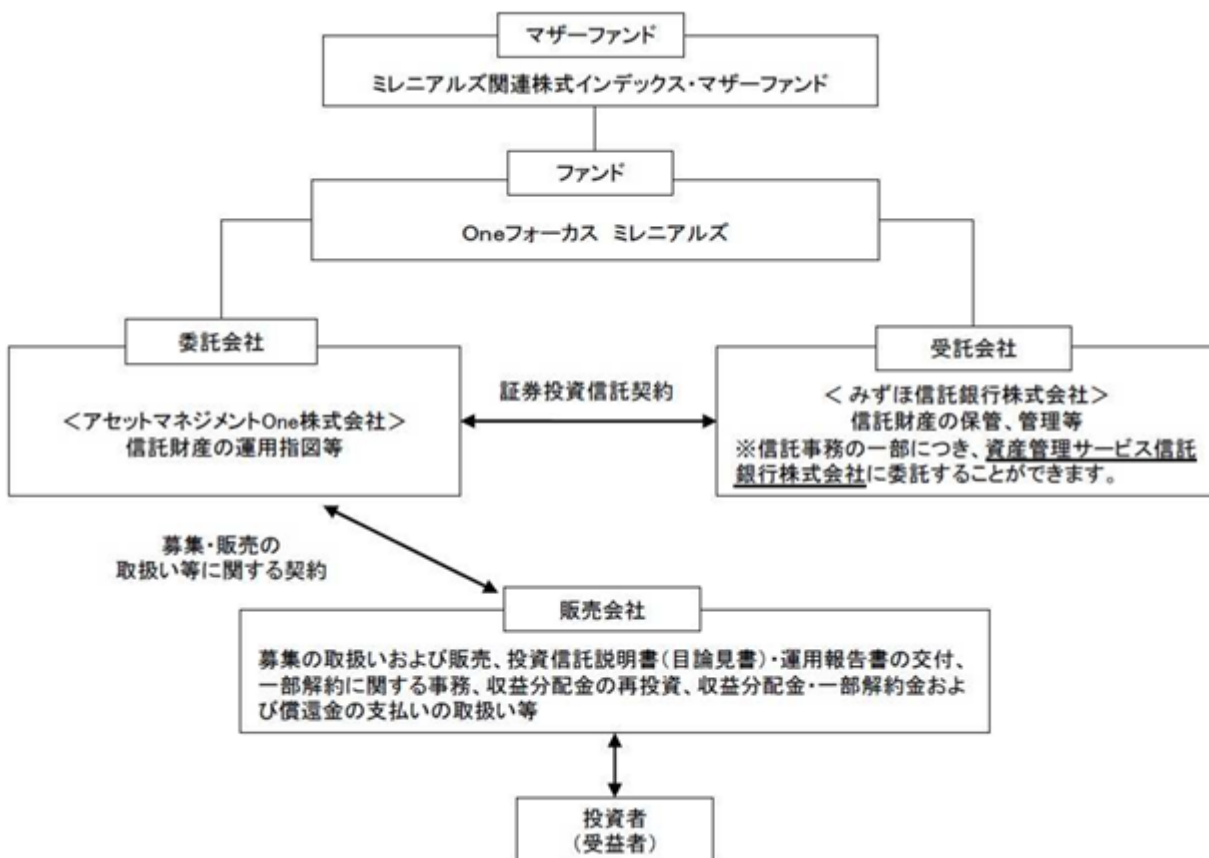 マザーファンド
ミレニアルズ関連株式インデックス・マザーファンド
ファンド
Oneフォーカス ミレニアルズ
委託会社
<アセットマネジメントOne株式会社>
信託財産の運用指図等
証券投資信託契約
受託会社
<みずほ信託銀行株式会社>
信託財産の保管、管理等
※信託事務の一部につき、資産管理サービス信託
銀行株式会社に委託することができます。
募集・販売の
取扱い等に関する契約
販売会社
募集の取扱いおよび販売、投資信託説明書(目論見書)・運用報告書の交付、
一部解約に関する事務、収益分配金の再投資、収益分配金・一部解約金およ
び償還金の支払いの取扱い等
投資者
(受益者)